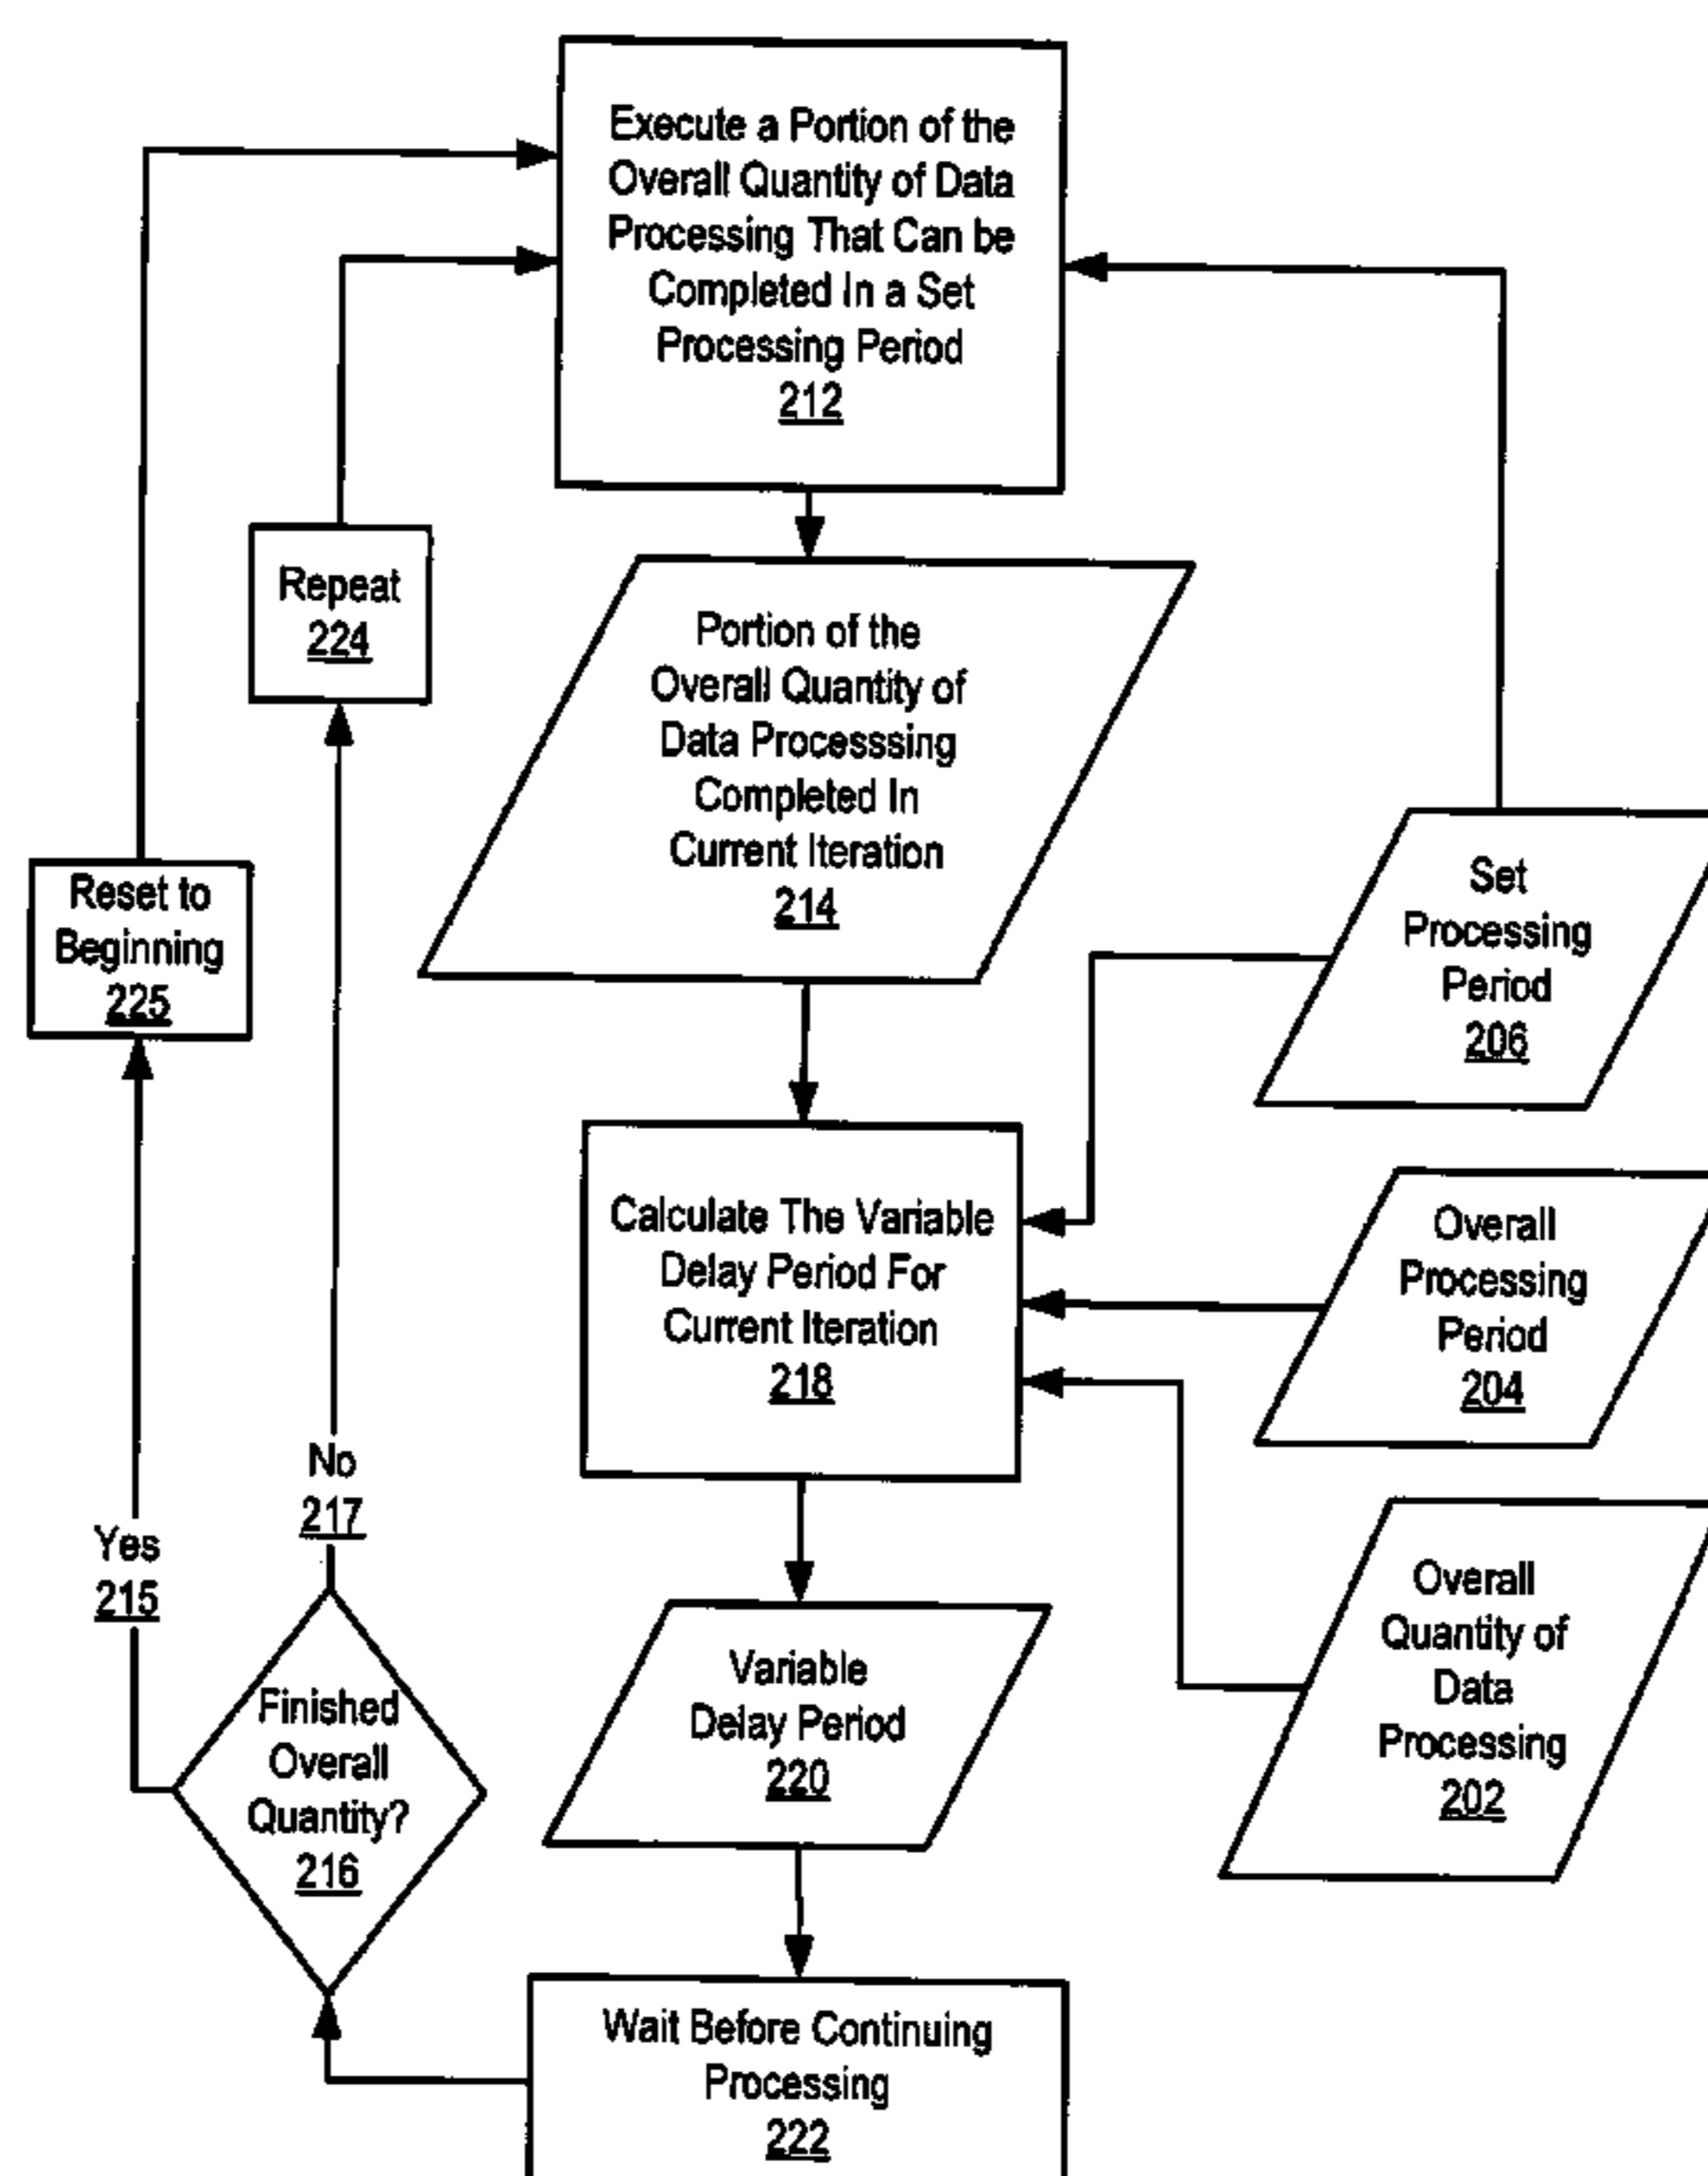 Execute a Portion of the
Overall Quantity of Data
Processing That Can be
Completed In a Set
Processing Period
212
Repeat
224
Portion of the
Overall Quantity of
Data Processsing
Completed In
Current Iteration
214
Reset to
Beginning
225
Set
Processing
Period
206
Calculate The Variable
Delay Period For
Current Iteration
218
Overall
Processing
Period
204
No
217
Yes
215
Overall
Quantity of
Data
Processing
202
Variable
Delay Period
220
Finished
Overall
Quantity?
216
Wait Before Continuing
Processing
222